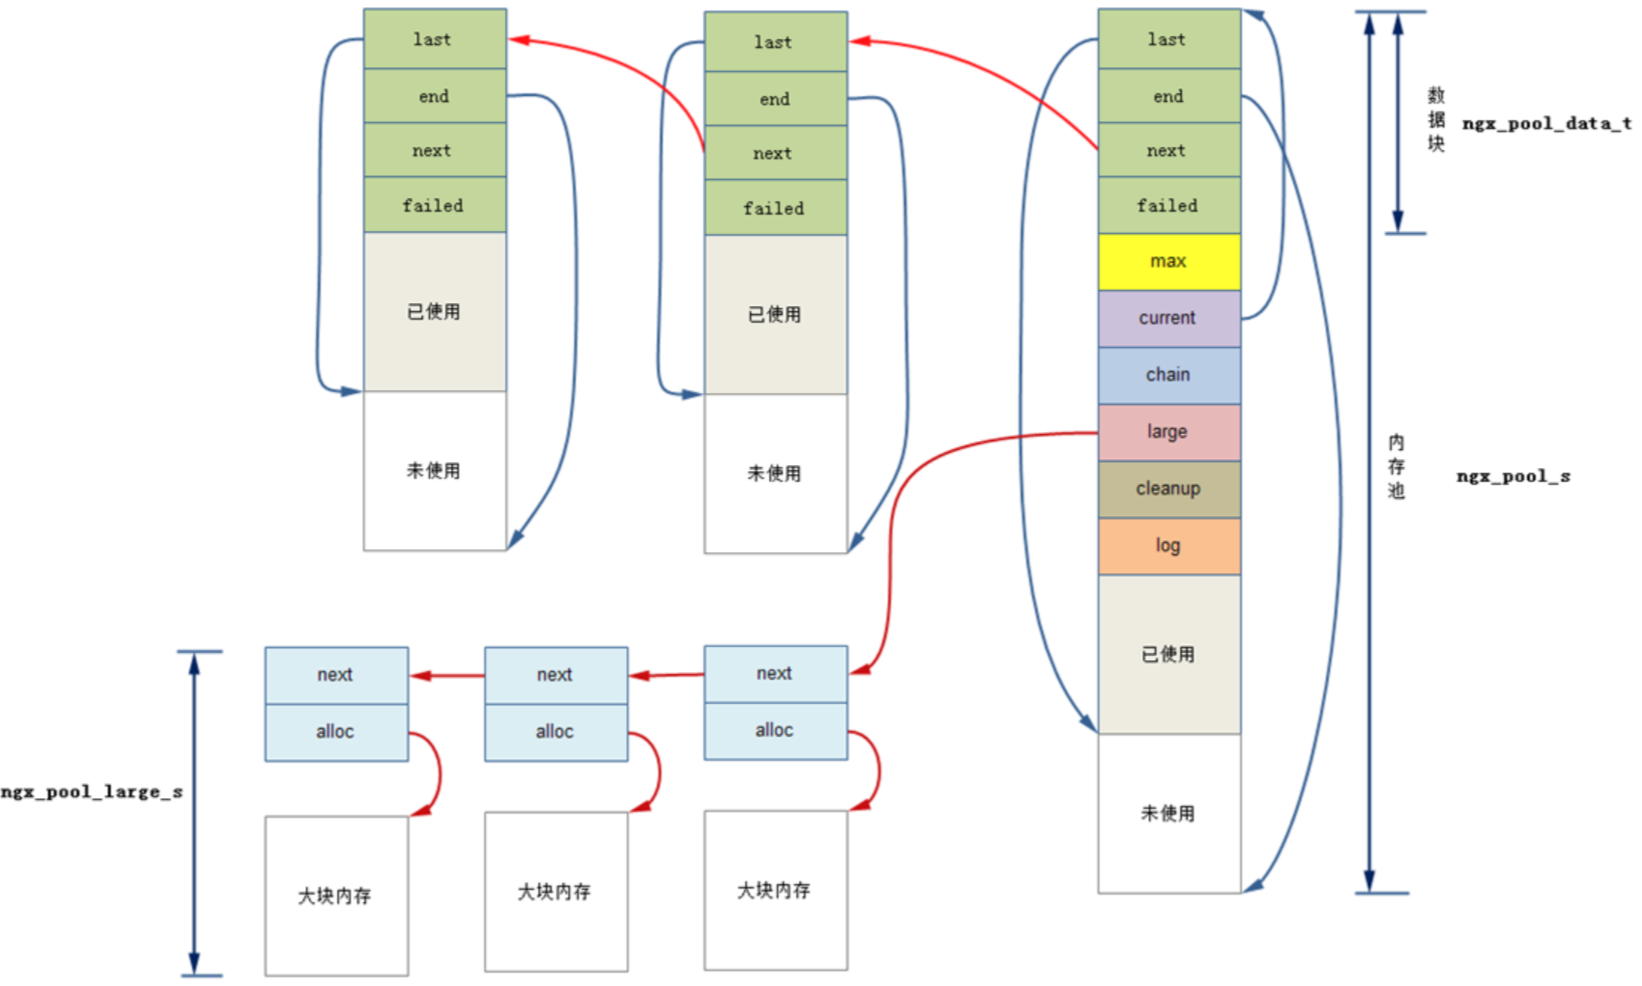 last
end
next
failed
已使用
未使用
last
end
next
failed
已使用
未使用
last
end
next
failed
max
current
chain
large
cleanup
log
已使用
未使用
数据块
ngx_pool_data_t
内存池
ngx_pool_s
ngx_pool_large_s
next
alloc
大块内存
next
alloc
大块内存
next
alloc
大块内存